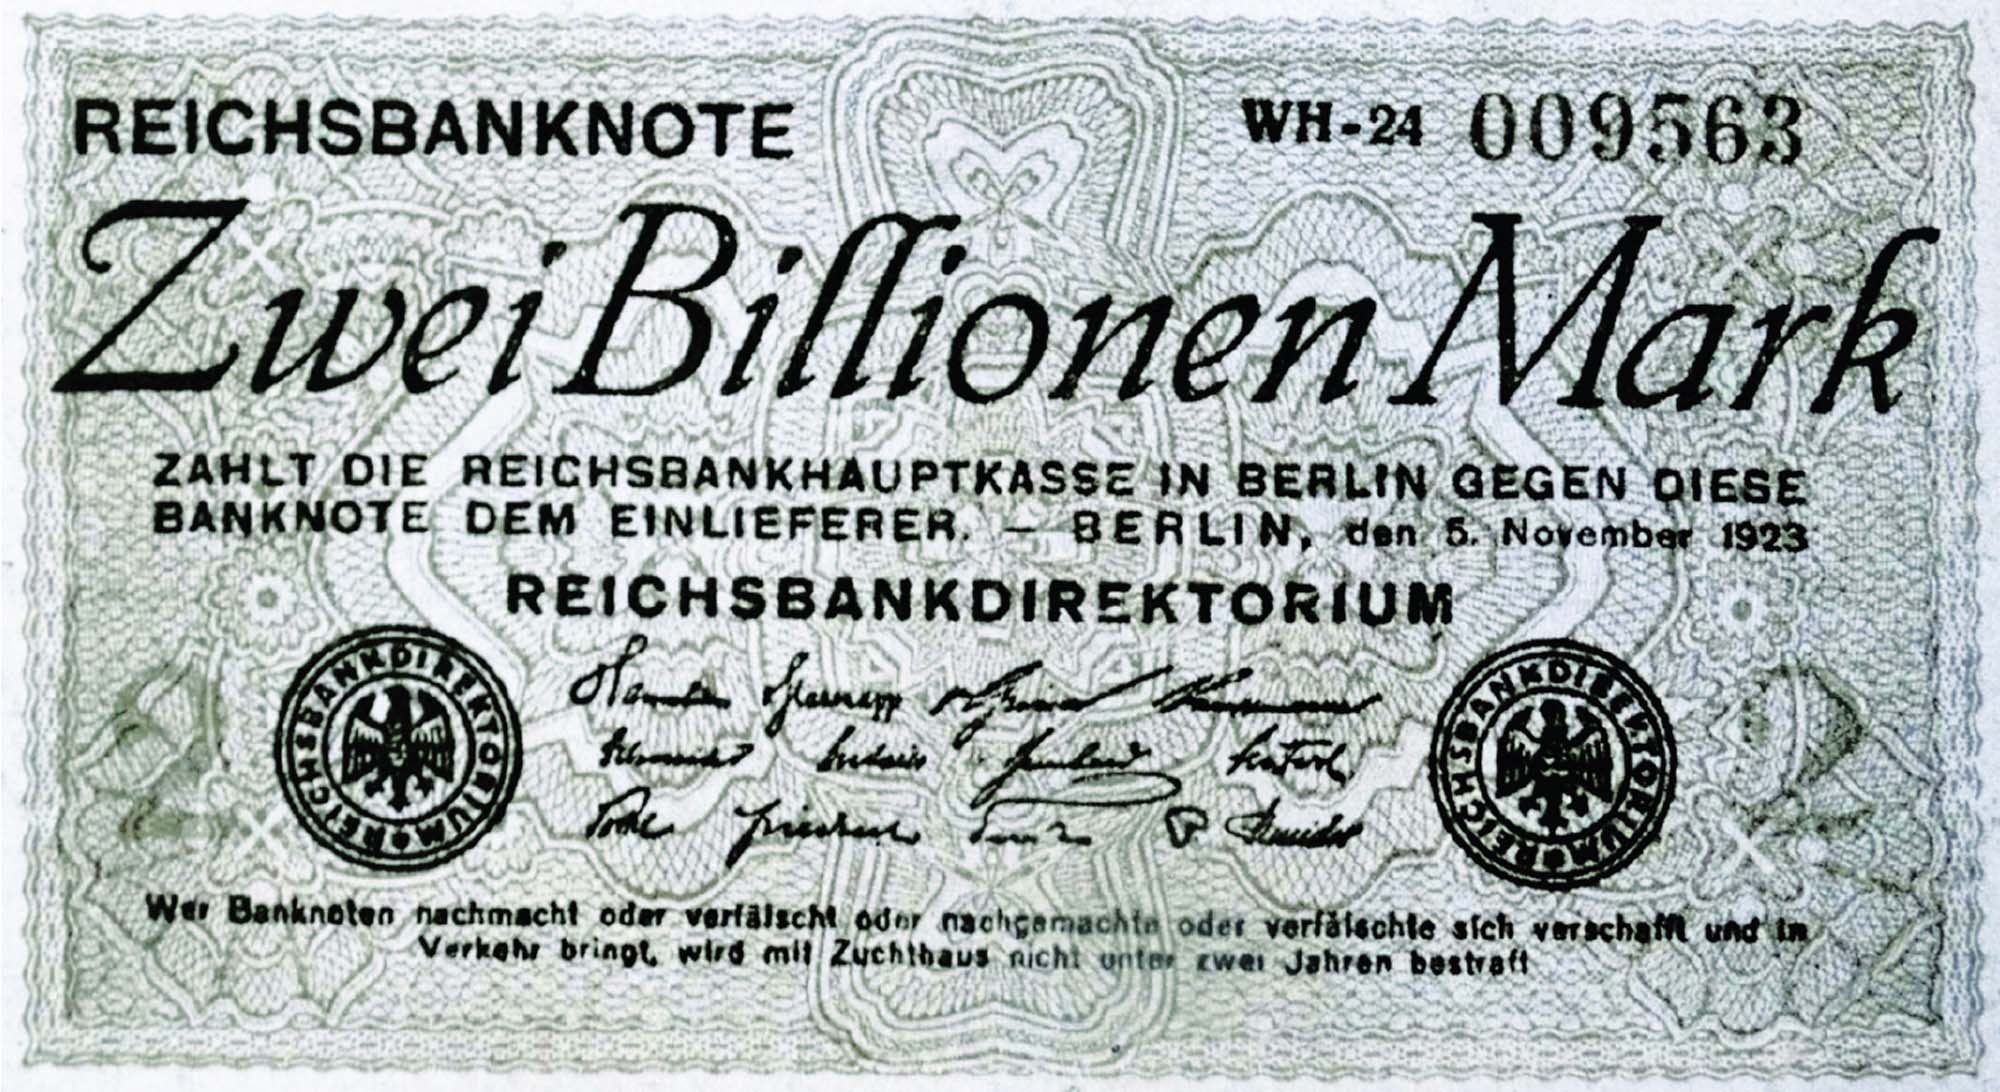 REICHSBANKNOTE WH-24 009563
Zwei Billionen Mark
ZAHLT DIE REICHSBANKHAUPTKASSE IN BERLIN GEGEN DIESE
BANKNOTE DEM EINLIEFERER. — BERLIN, den 5. November 1923
REICHSBANKDIREKTORIUM
REICHSBANKDIREKTORIUM
REICHSBANKDIREKTORIUM
Wer Banknoten nachmacht oder verfälscht oder nachgemachte oder verfälschte sich verschafft und in
Verkehr bringt, wird mit Zuchthaus nicht unter zwei Jahren bestraft